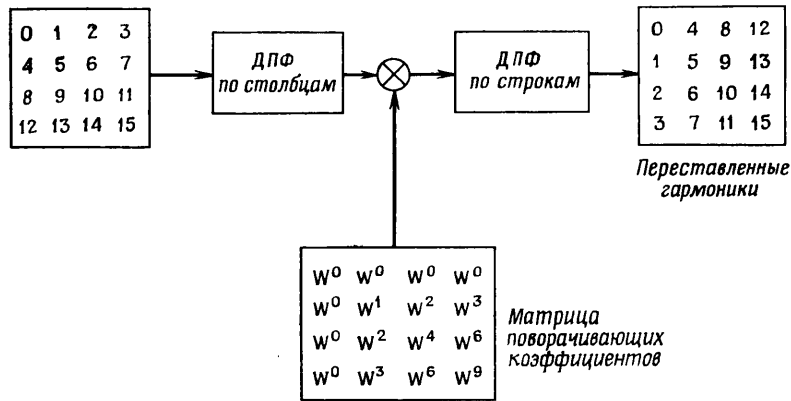 0 1 2 3
4 5 6 7
8 9 10 11
12 13 14 15
ДПФ
по столбцам
ДПФ
по строкам
0 4 8 12
1 5 9 13
2 6 10 14
3 7 11 15
Переставленные
гармоники
W⁰ W⁰ W⁰ W⁰
W⁰ W¹ W² W³
W⁰ W² W⁴ W⁶
W⁰ W³ W⁶ W⁹
Матрица
поворачивающих
коэффициентов